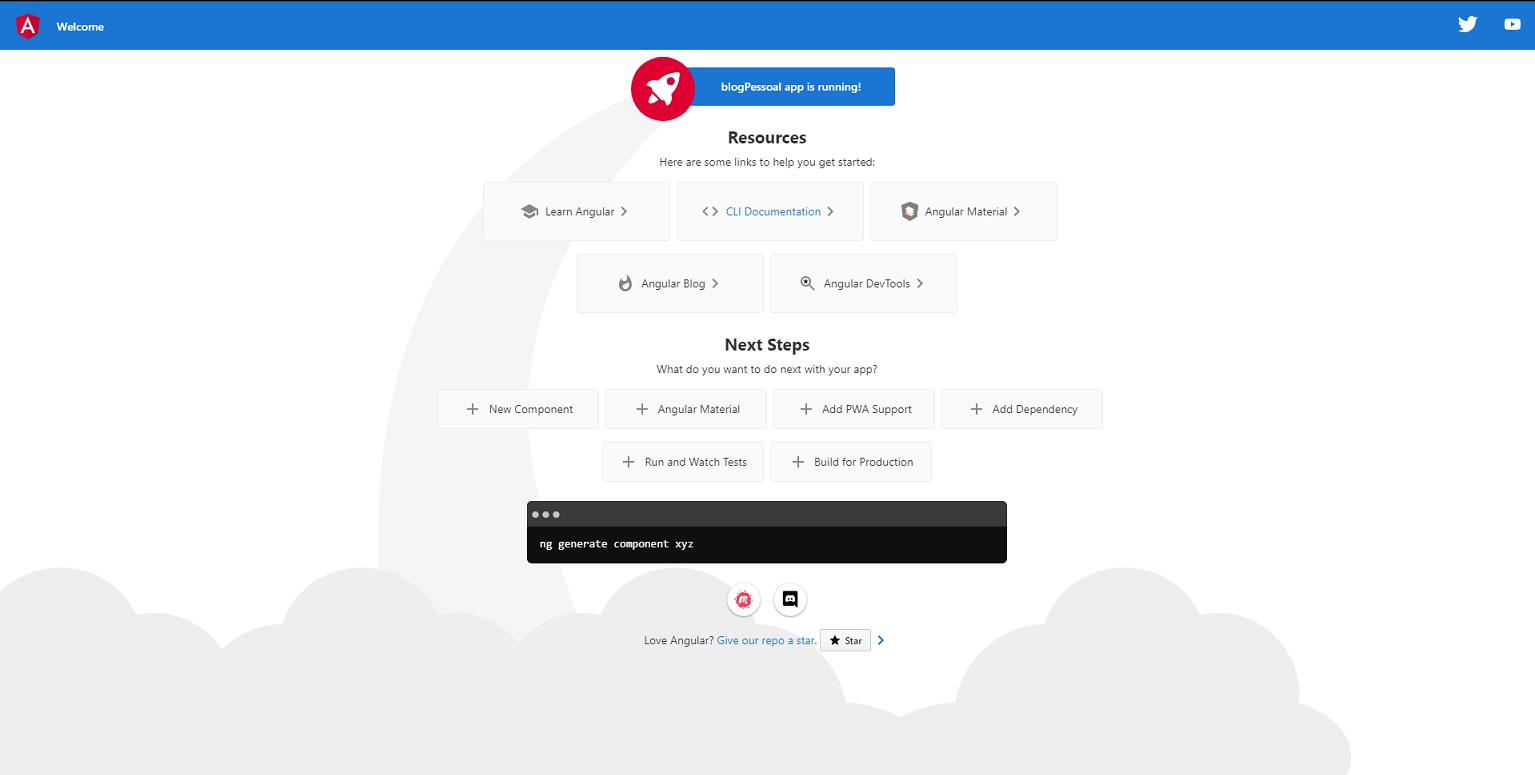 Welcome
blogPessoal app is running!
Resources
Here are some links to help you get started:
Learn Angular
CLI Documentation
Angular Material
Angular Blog
Angular DevTools
Next Steps
What do you want to do next with your app?
New Component
Angular Material
Add PWA Support
Add Dependency
Run and Watch Tests
Build for Production
ng generate component xyz
Love Angular? Give our repo a star. Star